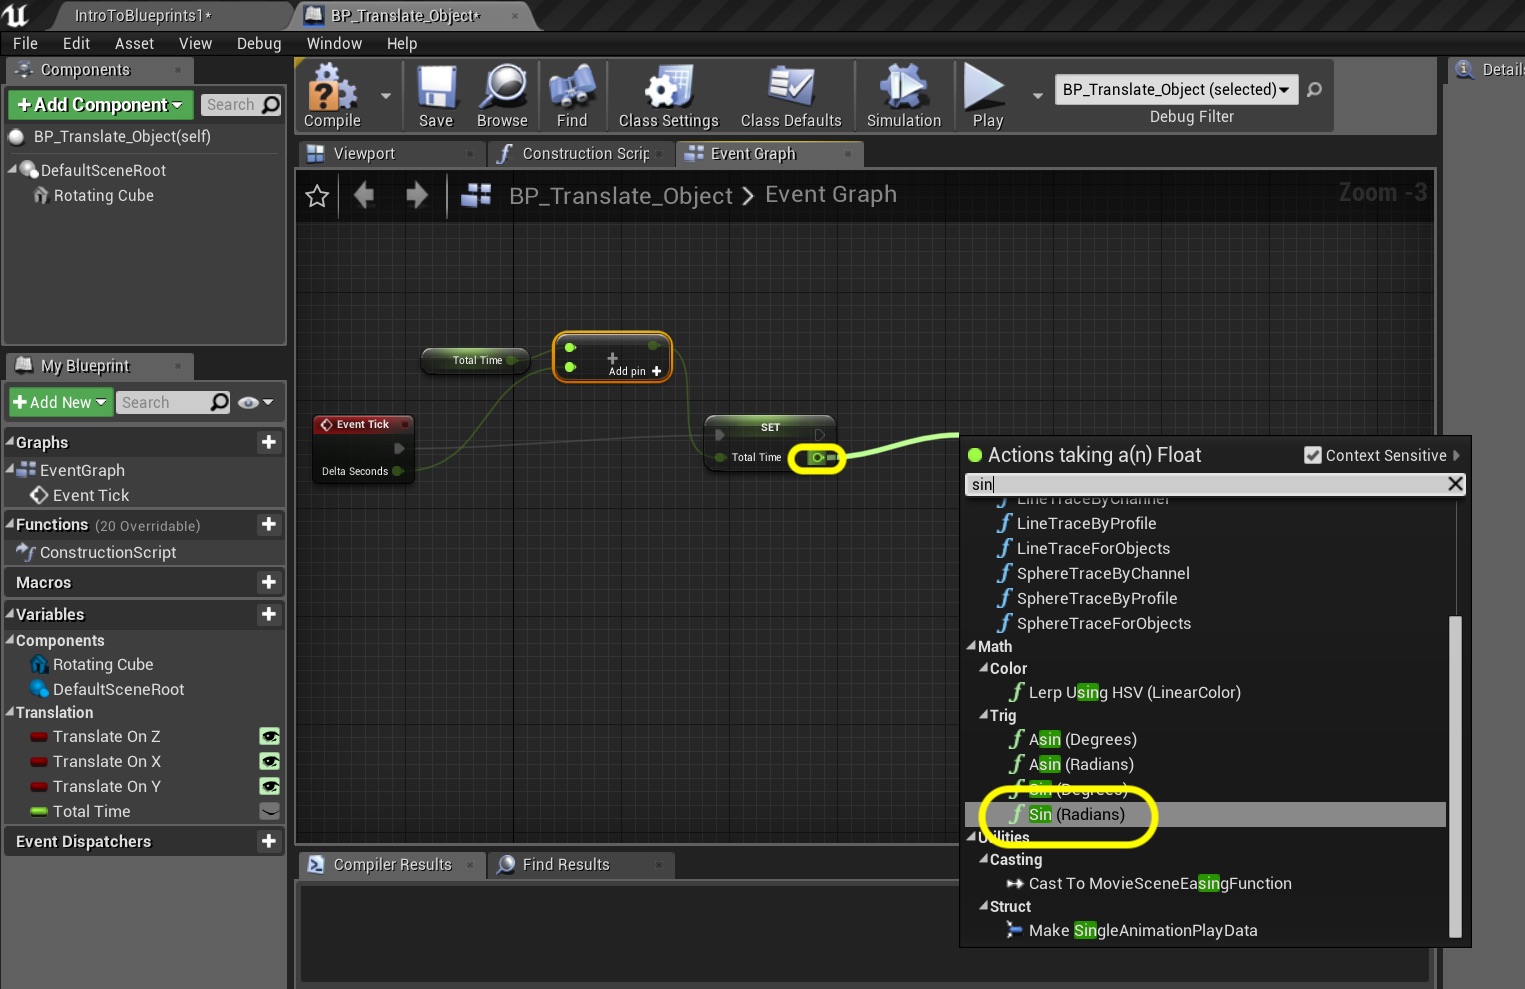 IntroToBlueprints1*
BP_Translate_Object*
File Edit Asset View Debug Window Help
Components
+Add Component
Search
BP_Translate_Object(self)
DefaultSceneRoot
Rotating Cube
My Blueprint
+Add New
Search
Graphs
EventGraph
Event Tick
Functions (20 Overridable)
ConstructionScript
Macros
Variables
Components
Rotating Cube
DefaultSceneRoot
Translation
Translate On Z
Translate On X
Translate On Y
Total Time
Event Dispatchers
Compile Save Browse Find Class Settings Class Defaults Simulation Play
BP_Translate_Object (selected)
Debug Filter
Details
Viewport
Construction Scrip
Event Graph
BP_Translate_Object > Event Graph
Zoom -3
Total Time
Add pin +
Event Tick
Delta Seconds
SET
Total Time
Actions taking a(n) Float
Context Sensitive
sin
LineTraceByChannel
LineTraceByProfile
LineTraceForObjects
SphereTraceByChannel
SphereTraceByProfile
SphereTraceForObjects
Math
Color
Lerp Using HSV (LinearColor)
Trig
Asin (Degrees)
Asin (Radians)
Sin (Degrees)
Sin (Radians)
Utilities
Casting
Cast To MovieSceneEasingFunction
Struct
Make SingleAnimationPlayData
Compiler Results
Find Results